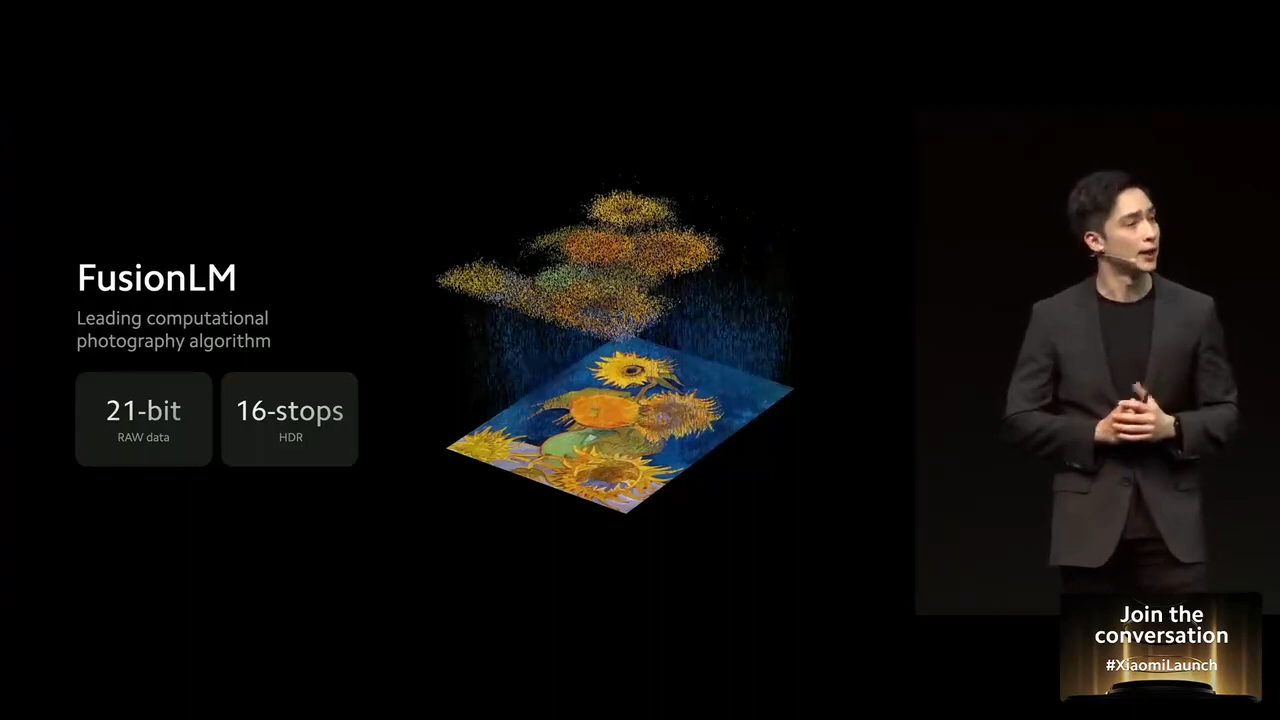 FusionLM
Leading computational
photography algorithm
21-bit
RAW data
16-stops
HDR
Join the
conversation
#XiaomiLaunch